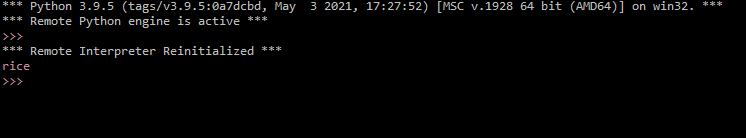 *** Python 3.9.5 (tags/v3.9.5:0a7dcbd, May  3 2021, 17:27:52) [MSC v.1928 64 bit (AMD64)] on win32. ***
*** Remote Python engine is active ***
>>>
*** Remote Interpreter Reinitialized ***
rice
>>>